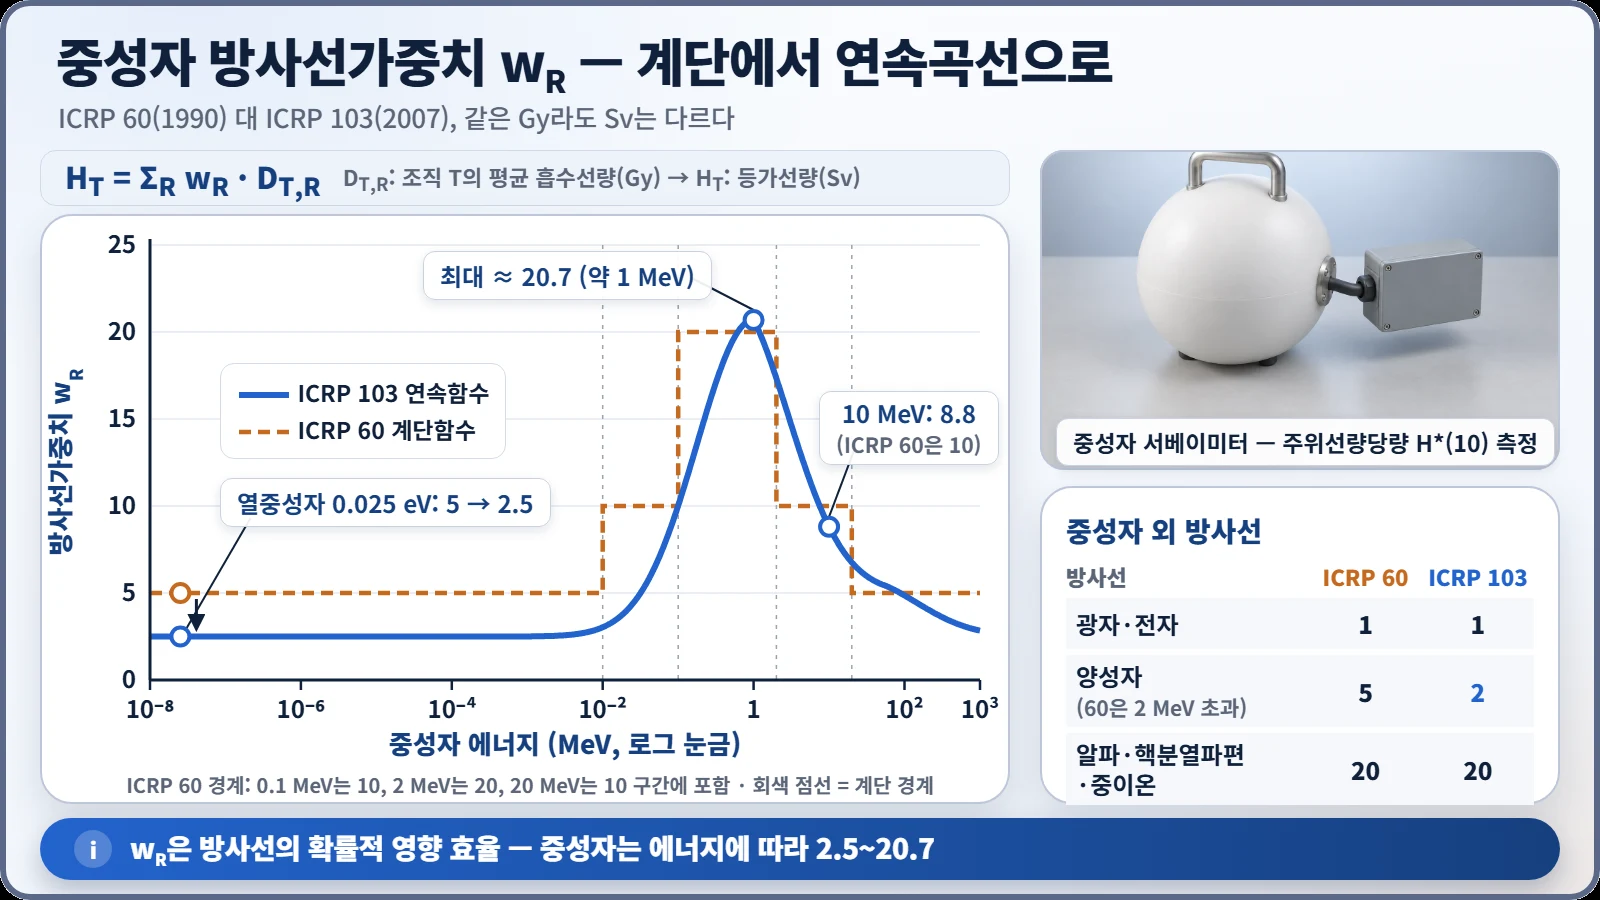 중성자 방사선가중치 wR — 계단에서 연속곡선으로
ICRP 60(1990) 대 ICRP 103(2007), 같은 Gy라도 Sv는 다르다
HT = ΣR wR · DT,R DT,R: 조직 T의 평균 흡수선량(Gy) → HT: 등가선량(Sv)
25
20
15
10
5
0
방사선가중치 wR
최대 ≈ 20.7 (약 1 MeV)
ICRP 103 연속함수
ICRP 60 계단함수
10 MeV: 8.8
(ICRP 60은 10)
열중성자 0.025 eV: 5 → 2.5
10⁻⁸ 10⁻⁶ 10⁻⁴ 10⁻² 1 10² 10³
중성자 에너지 (MeV, 로그 눈금)
ICRP 60 경계: 0.1 MeV는 10, 2 MeV는 20, 20 MeV는 10 구간에 포함 · 회색 점선 = 계단 경계
중성자 서베이미터 — 주위선량당량 H*(10) 측정
중성자 외 방사선
방사선 ICRP 60 ICRP 103
광자·전자 1 1
양성자
(60은 2 MeV 초과) 5 2
알파·핵분열파편
·중이온 20 20
i wR은 방사선의 확률적 영향 효율 — 중성자는 에너지에 따라 2.5~20.7